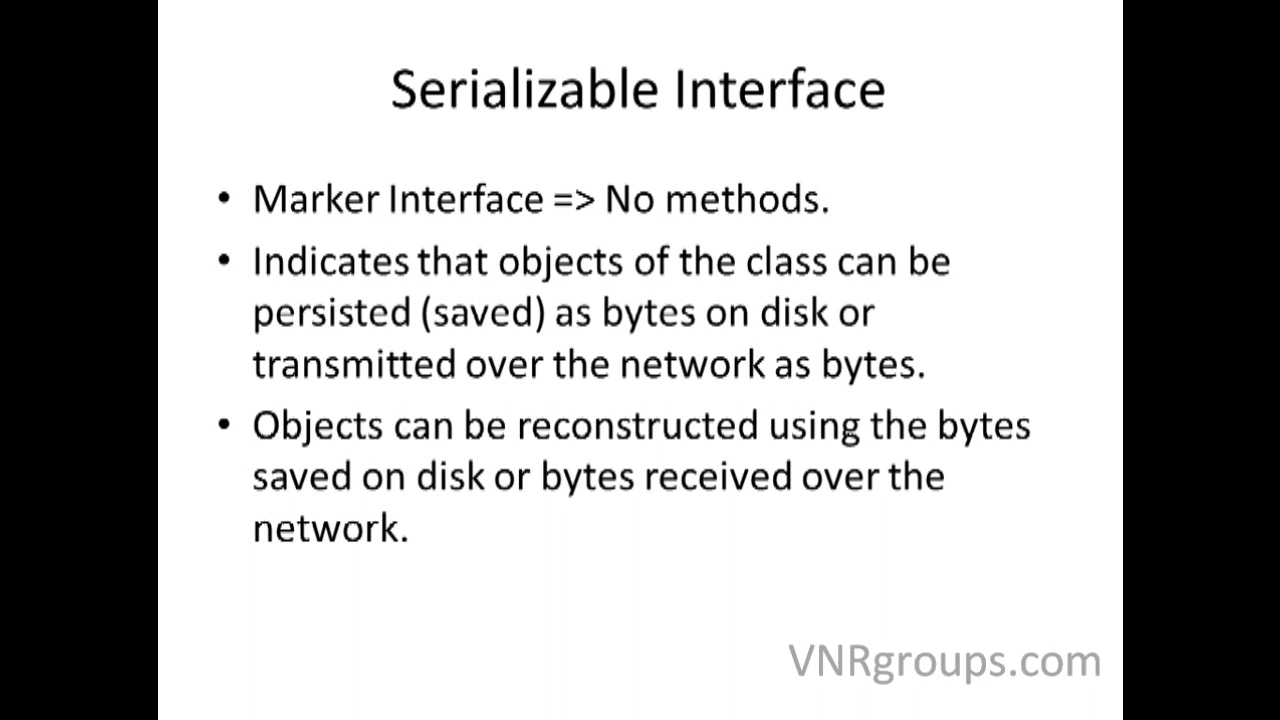 Serializable Interface
• Marker Interface => No methods.
• Indicates that objects of the class can be
persisted (saved) as bytes on disk or
transmitted over the network as bytes.
• Objects can be reconstructed using the bytes
saved on disk or bytes received over the
network.
VNRgroups.com